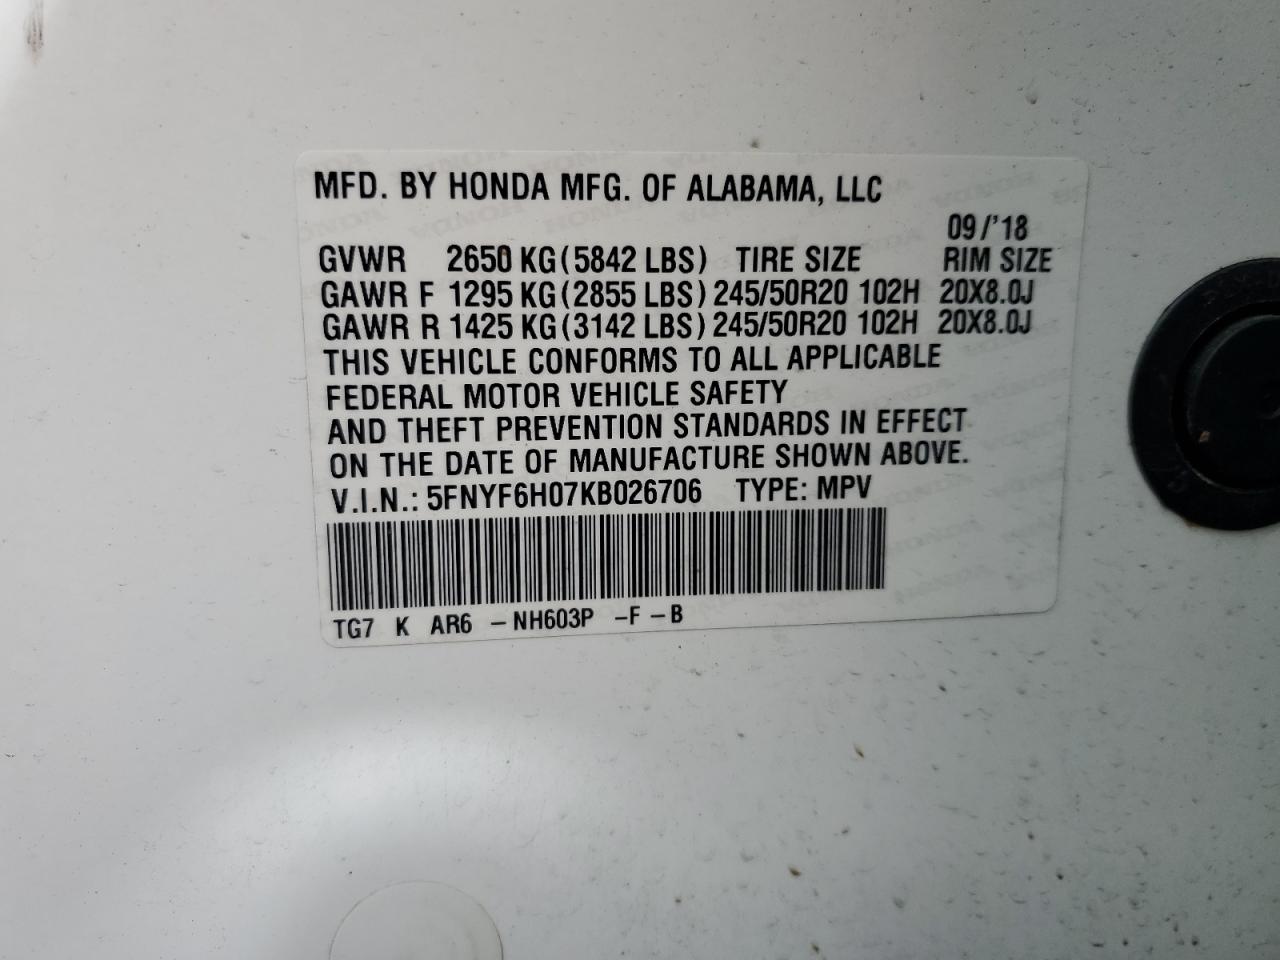 MFD. BY HONDA MFG. OF ALABAMA, LLC
09/'18
GVWR 2650 KG(5842 LBS) TIRE SIZE RIM SIZE
GAWR F 1295 KG(2855 LBS) 245/50R20 102H 20X8.0J
GAWR R 1425 KG(3142 LBS) 245/50R20 102H 20X8.0J
THIS VEHICLE CONFORMS TO ALL APPLICABLE
FEDERAL MOTOR VEHICLE SAFETY
AND THEFT PREVENTION STANDARDS IN EFFECT
ON THE DATE OF MANUFACTURE SHOWN ABOVE.
V.I.N.: 5FNYF6H07KB026706 TYPE: MPV
TG7 K AR6 -NH603P -F-B